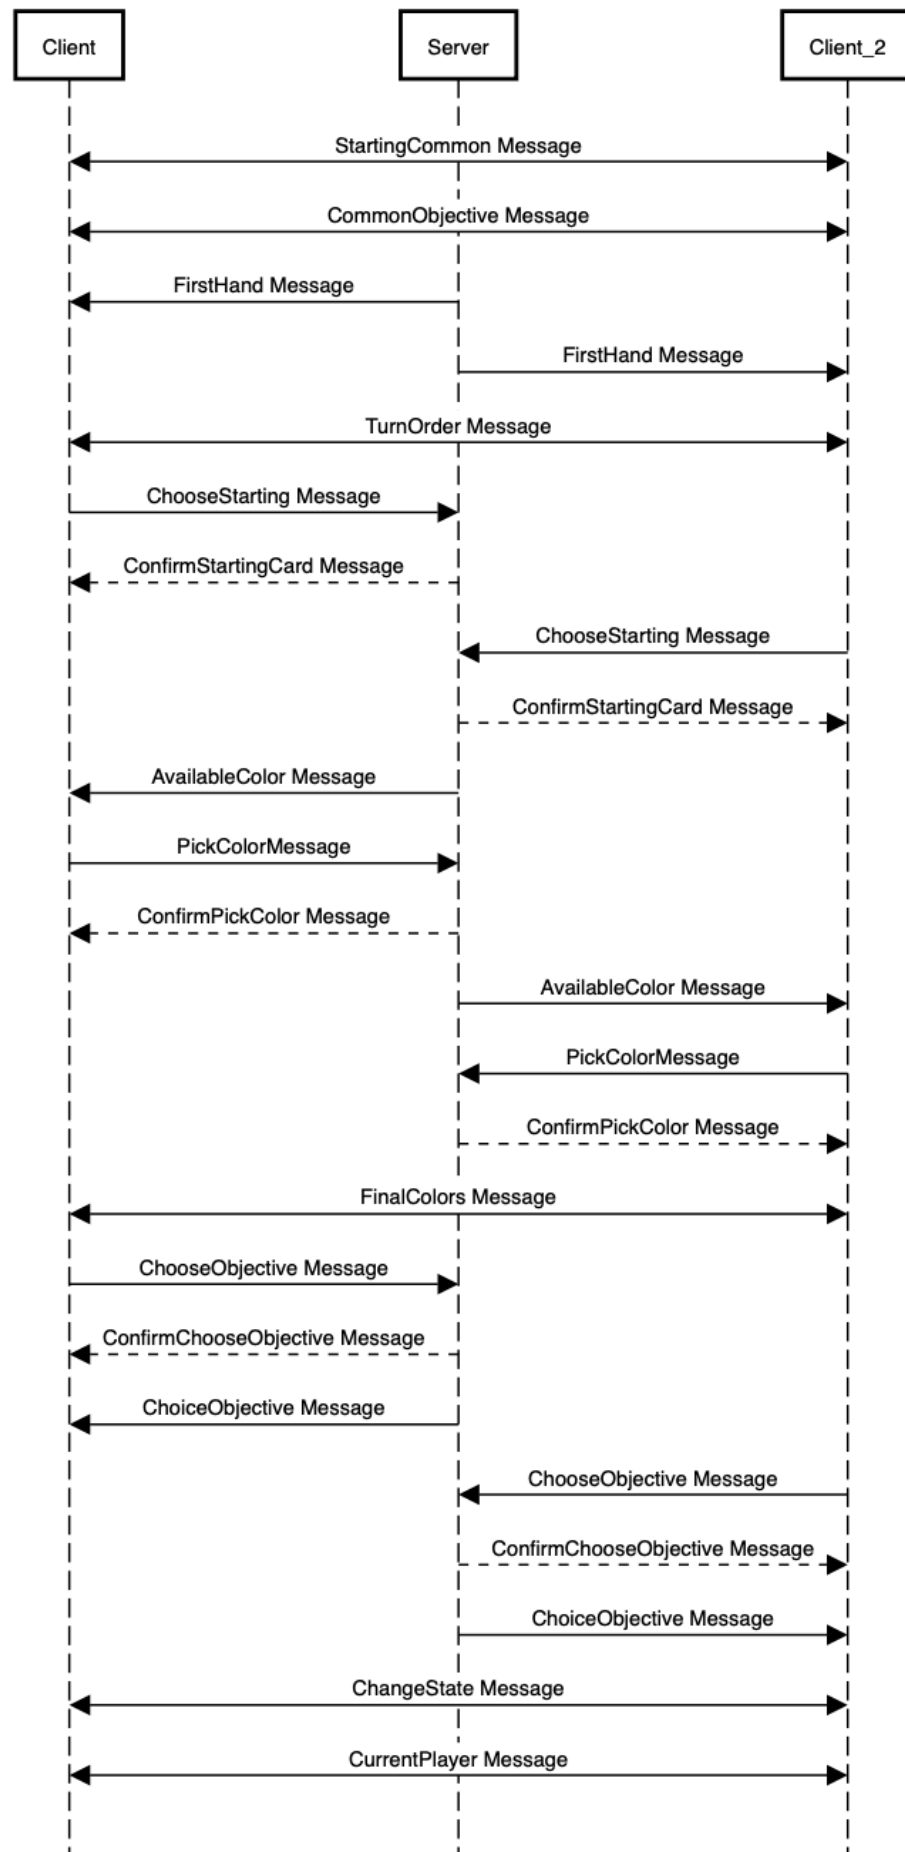 Client
Server
Client_2
StartingCommon Message
CommonObjective Message
FirstHand Message
FirstHand Message
TurnOrder Message
ChooseStarting Message
ConfirmStartingCard Message
ChooseStarting Message
ConfirmStartingCard Message
AvailableColor Message
PickColorMessage
ConfirmPickColor Message
AvailableColor Message
PickColorMessage
ConfirmPickColor Message
FinalColors Message
ChooseObjective Message
ConfirmChooseObjective Message
ChoiceObjective Message
ChooseObjective Message
ConfirmChooseObjective Message
ChoiceObjective Message
ChangeState Message
CurrentPlayer Message